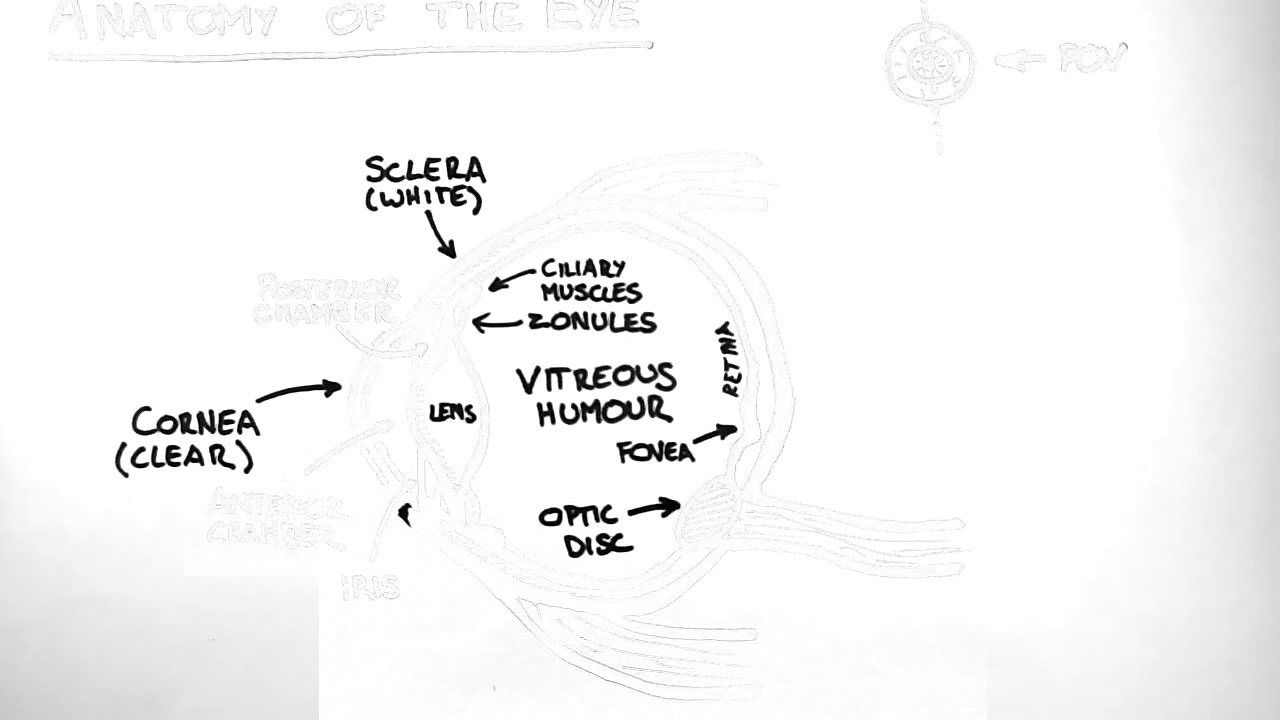 ANATOMY OF THE EYE
POV
SCLERA
(WHITE)
CILIARY
MUSCLES
ZONULES
POSTERIOR
CHAMBER
RETINA
VITREOUS
HUMOUR
LENS
CORNEA
(CLEAR)
FOVEA
ANTERIOR
CHAMBER
OPTIC
DISC
IRIS